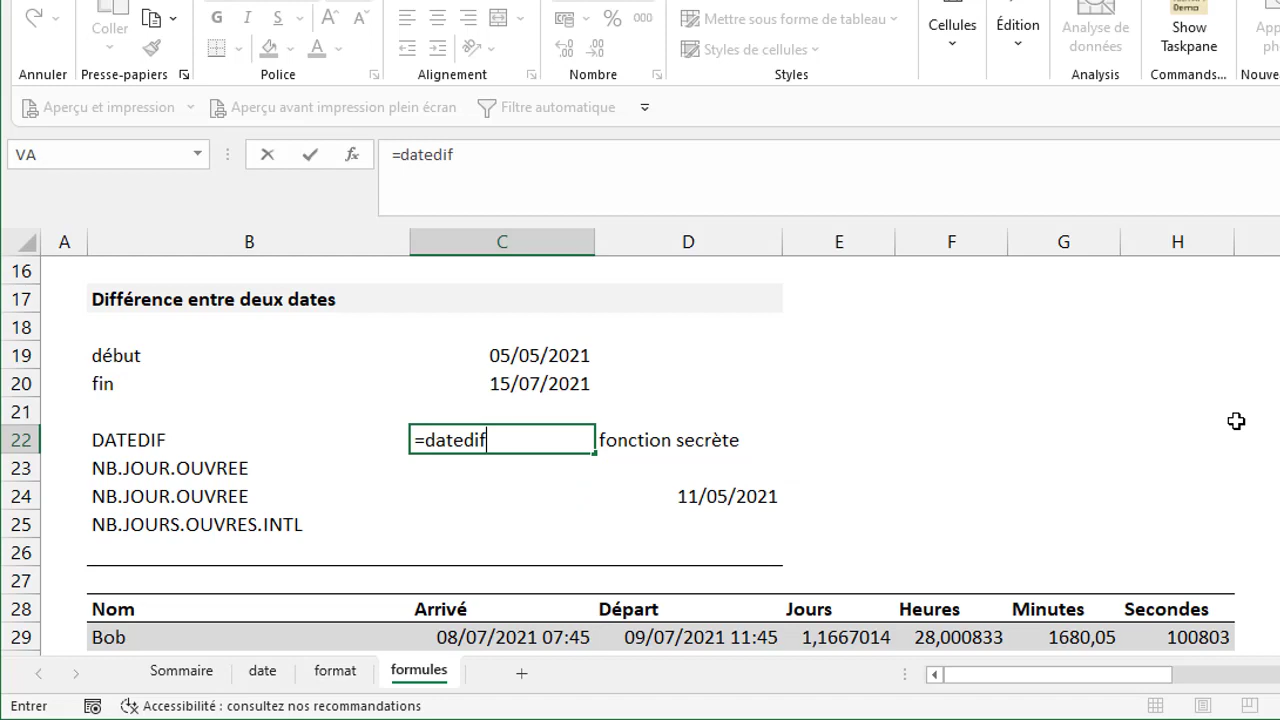 Coller
G I S A A
000
Mettre sous forme de tableau
Styles de cellules
Cellules
Édition
Analyse de
données
Show
Taskpane
Annuler Presse-papiers Police Alignement Nombre Styles Analysis Commands...
Aperçu et impression Aperçu avant impression plein écran Filtre automatique
VA fx =datedif
A B C D E F G H
16
17 Différence entre deux dates
18
19 début 05/05/2021
20 fin 15/07/2021
21
22 DATEDIF =datedif fonction secrète
23 NB.JOUR.OUVREE
24 NB.JOUR.OUVREE 11/05/2021
25 NB.JOURS.OUVRES.INTL
26
27
28 Nom Arrivé Départ Jours Heures Minutes Secondes
29 Bob 08/07/2021 07:45 09/07/2021 11:45 1,1667014 28,000833 1680,05 100803
Sommaire date format formules
Entrer Accessibilité : consultez nos recommandations